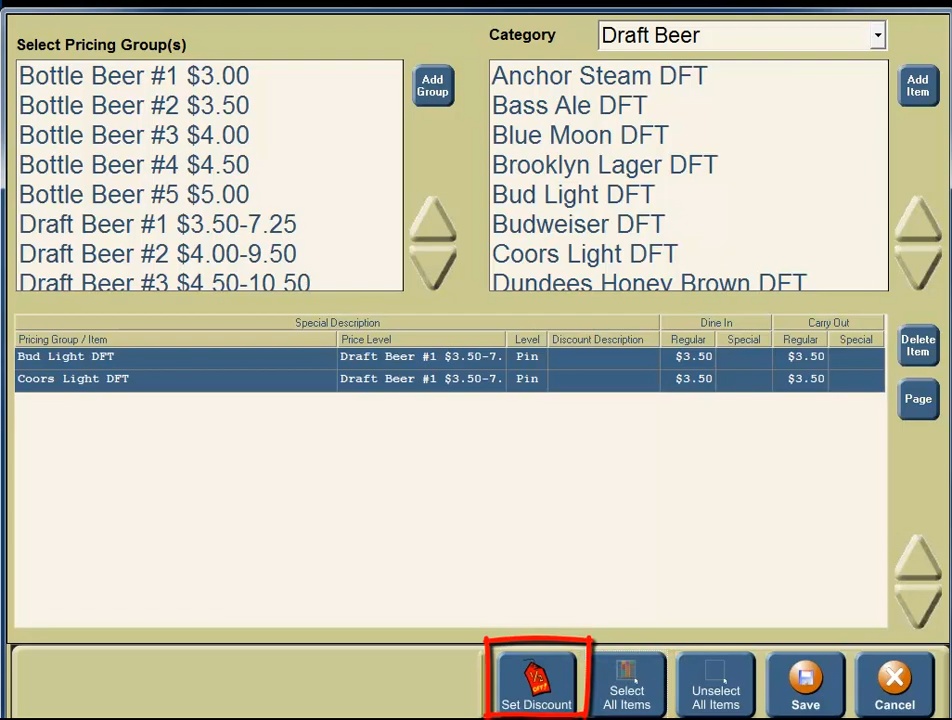 Select Pricing Group(s)
Category
Draft Beer
Bottle Beer #1 $3.00
Bottle Beer #2 $3.50
Bottle Beer #3 $4.00
Bottle Beer #4 $4.50
Bottle Beer #5 $5.00
Draft Beer #1 $3.50-7.25
Draft Beer #2 $4.00-9.50
Draft Beer #3 $4.50-10.50
Add
Group
Anchor Steam DFT
Bass Ale DFT
Blue Moon DFT
Brooklyn Lager DFT
Bud Light DFT
Budweiser DFT
Coors Light DFT
Dundees Honey Brown DFT
Add
Item
Special Description Dine In Carry Out
Pricing Group / Item Price Level Level Discount Description Regular Special Regular Special
Bud Light DFT Draft Beer #1 $3.50-7. Pin $3.50 $3.50
Coors Light DFT Draft Beer #1 $3.50-7. Pin $3.50 $3.50
Delete
Item
Page
Set Discount
Select
All Items
Unselect
All Items
Save
Cancel